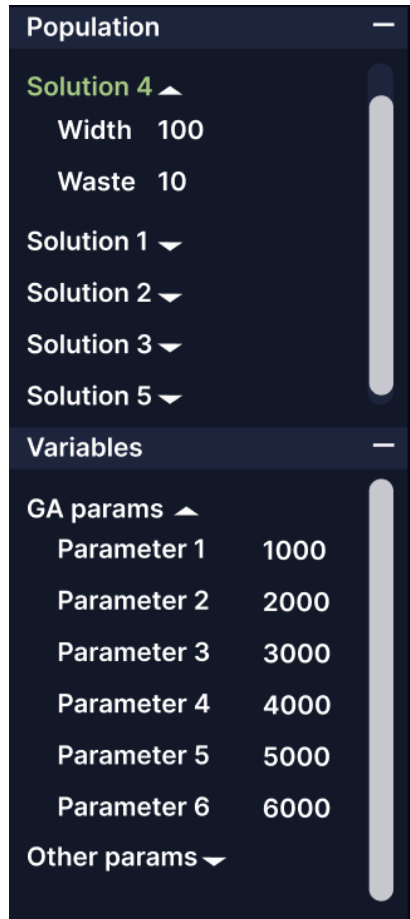 Population
Solution 4
Width 100
Waste 10
Solution 1
Solution 2
Solution 3
Solution 5
Variables
GA params
Parameter 1 1000
Parameter 2 2000
Parameter 3 3000
Parameter 4 4000
Parameter 5 5000
Parameter 6 6000
Other params